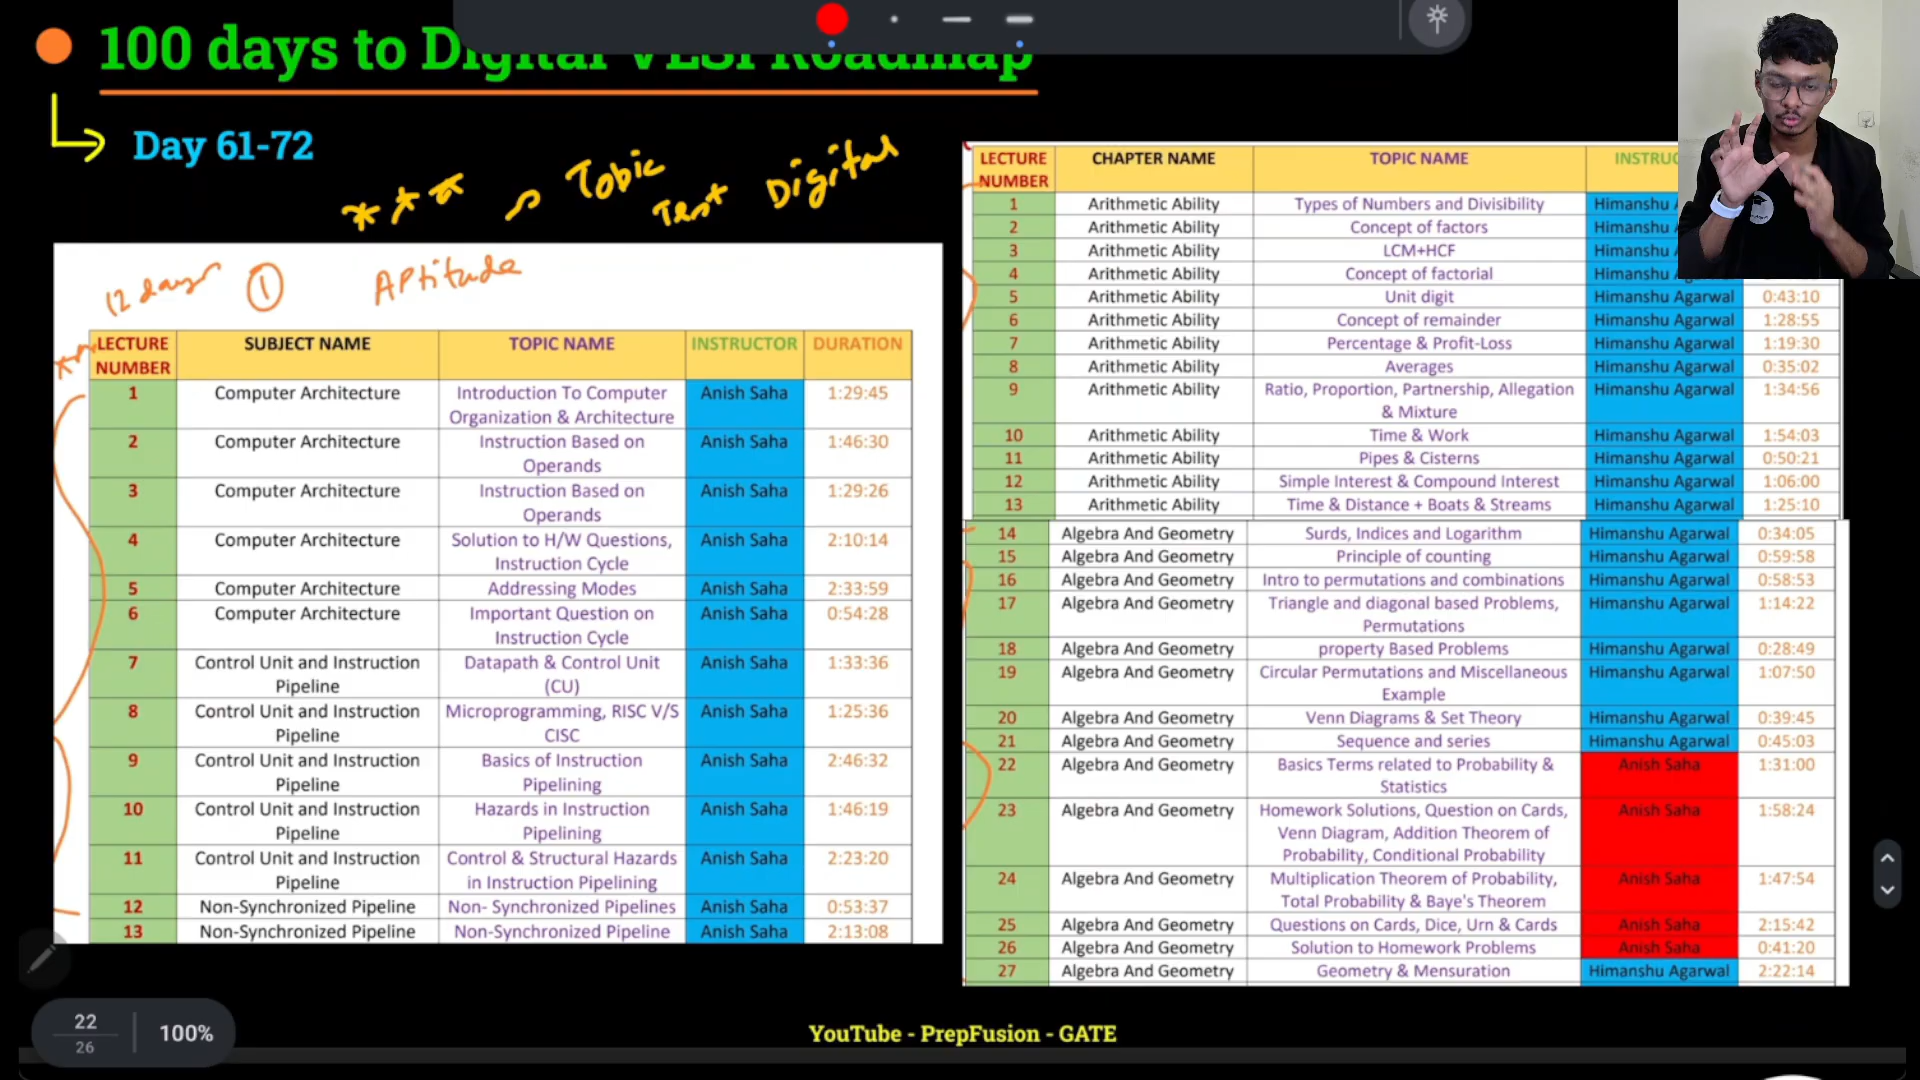 100 days to Digital VLSI Roadmap
Day 61-72
*** → Topic Test Digital
12 days ① Aptitude
LECTURE NUMBER SUBJECT NAME TOPIC NAME INSTRUCTOR DURATION
1 Computer Architecture Introduction To Computer Organization & Architecture Anish Saha 1:29:45
2 Computer Architecture Instruction Based on Operands Anish Saha 1:46:30
3 Computer Architecture Instruction Based on Operands Anish Saha 1:29:26
4 Computer Architecture Solution to H/W Questions, Instruction Cycle Anish Saha 2:10:14
5 Computer Architecture Addressing Modes Anish Saha 2:33:59
6 Computer Architecture Important Question on Instruction Cycle Anish Saha 0:54:28
7 Control Unit and Instruction Pipeline Datapath & Control Unit (CU) Anish Saha 1:33:36
8 Control Unit and Instruction Pipeline Microprogramming, RISC V/S CISC Anish Saha 1:25:36
9 Control Unit and Instruction Pipeline Basics of Instruction Pipelining Anish Saha 2:46:32
10 Control Unit and Instruction Pipeline Hazards in Instruction Pipelining Anish Saha 1:46:19
11 Control Unit and Instruction Pipeline Control & Structural Hazards in Instruction Pipelining Anish Saha 2:23:20
12 Non-Synchronized Pipeline Non- Synchronized Pipelines Anish Saha 0:53:37
13 Non-Synchronized Pipeline Non-Synchronized Pipeline Anish Saha 2:13:08
LECTURE NUMBER CHAPTER NAME TOPIC NAME INSTRUC
1 Arithmetic Ability Types of Numbers and Divisibility Himanshu
2 Arithmetic Ability Concept of factors Himanshu
3 Arithmetic Ability LCM+HCF Himanshu
4 Arithmetic Ability Concept of factorial Himanshu
5 Arithmetic Ability Unit digit Himanshu Agarwal 0:43:10
6 Arithmetic Ability Concept of remainder Himanshu Agarwal 1:28:55
7 Arithmetic Ability Percentage & Profit-Loss Himanshu Agarwal 1:19:30
8 Arithmetic Ability Averages Himanshu Agarwal 0:35:02
9 Arithmetic Ability Ratio, Proportion, Partnership, Allegation & Mixture Himanshu Agarwal 1:34:56
10 Arithmetic Ability Time & Work Himanshu Agarwal 1:54:03
11 Arithmetic Ability Pipes & Cisterns Himanshu Agarwal 0:50:21
12 Arithmetic Ability Simple Interest & Compound Interest Himanshu Agarwal 1:06:00
13 Arithmetic Ability Time & Distance + Boats & Streams Himanshu Agarwal 1:25:10
14 Algebra And Geometry Surds, Indices and Logarithm Himanshu Agarwal 0:34:05
15 Algebra And Geometry Principle of counting Himanshu Agarwal 0:59:58
16 Algebra And Geometry Intro to permutations and combinations Himanshu Agarwal 0:58:53
17 Algebra And Geometry Triangle and diagonal based Problems, Permutations Himanshu Agarwal 1:14:22
18 Algebra And Geometry property Based Problems Himanshu Agarwal 0:28:49
19 Algebra And Geometry Circular Permutations and Miscellaneous Example Himanshu Agarwal 1:07:50
20 Algebra And Geometry Venn Diagrams & Set Theory Himanshu Agarwal 0:39:45
21 Algebra And Geometry Sequence and series Himanshu Agarwal 0:45:03
22 Algebra And Geometry Basics Terms related to Probability & Statistics Anish Saha 1:31:00
23 Algebra And Geometry Homework Solutions, Question on Cards, Venn Diagram, Addition Theorem of Probability, Conditional Probability Anish Saha 1:58:24
24 Algebra And Geometry Multiplication Theorem of Probability, Total Probability & Baye's Theorem Anish Saha 1:47:54
25 Algebra And Geometry Questions on Cards, Dice, Urn & Cards Anish Saha 2:15:42
26 Algebra And Geometry Solution to Homework Problems Anish Saha 0:41:20
27 Algebra And Geometry Geometry & Mensuration Himanshu Agarwal 2:22:14
22
26
100%
YouTube - PrepFusion - GATE